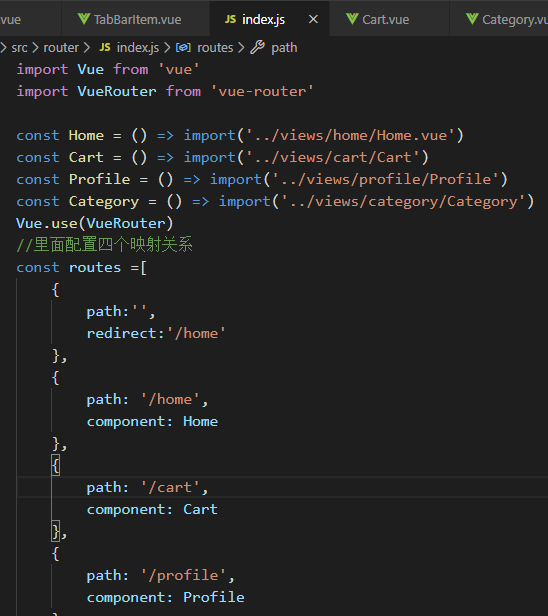 vue TabBarItem.vue JS index.js × Cart.vue Category.vu
> src > router > JS index.js > routes > path
import Vue from 'vue'
import VueRouter from 'vue-router'
const Home = () => import('../views/home/Home.vue')
const Cart = () => import('../views/cart/Cart')
const Profile = () => import('../views/profile/Profile')
const Category = () => import('../views/category/Category')
Vue.use(VueRouter)
//里面配置四个映射关系
const routes =[
{
path:'',
redirect:'/home'
},
{
path: '/home',
component: Home
},
{
path: '/cart',
component: Cart
},
{
path: '/profile',
component: Profile